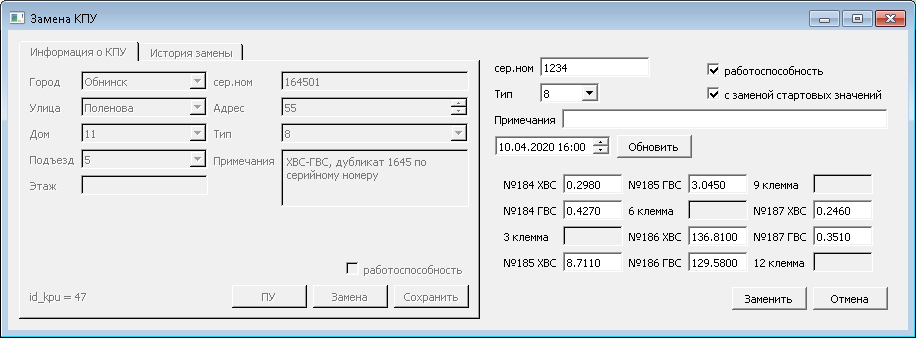 Замена КПУ
Информация о КПУ
История замены
Город Обнинск сер.ном 164501
Улица Поленова Адрес 55
Дом 11 Тип 8
Подъезд 5 Примечания ХВС-ГВС, дубликат 1645 по
серийному номеру
Этаж
работоспособность
id_kpu = 47 ПУ Замена Сохранить
сер.ном 1234 работоспособность
Тип 8 с заменой стартовых значений
Примечания
10.04.2020 16:00 Обновить
№184 ХВС 0.2980 №185 ГВС 3.0450 9 клемма
№184 ГВС 0.4270 6 клемма №187 ХВС 0.2460
3 клемма №186 ХВС 136.8100 №187 ГВС 0.3510
№185 ХВС 8.7110 №186 ГВС 129.5800 12 клемма
Заменить Отмена